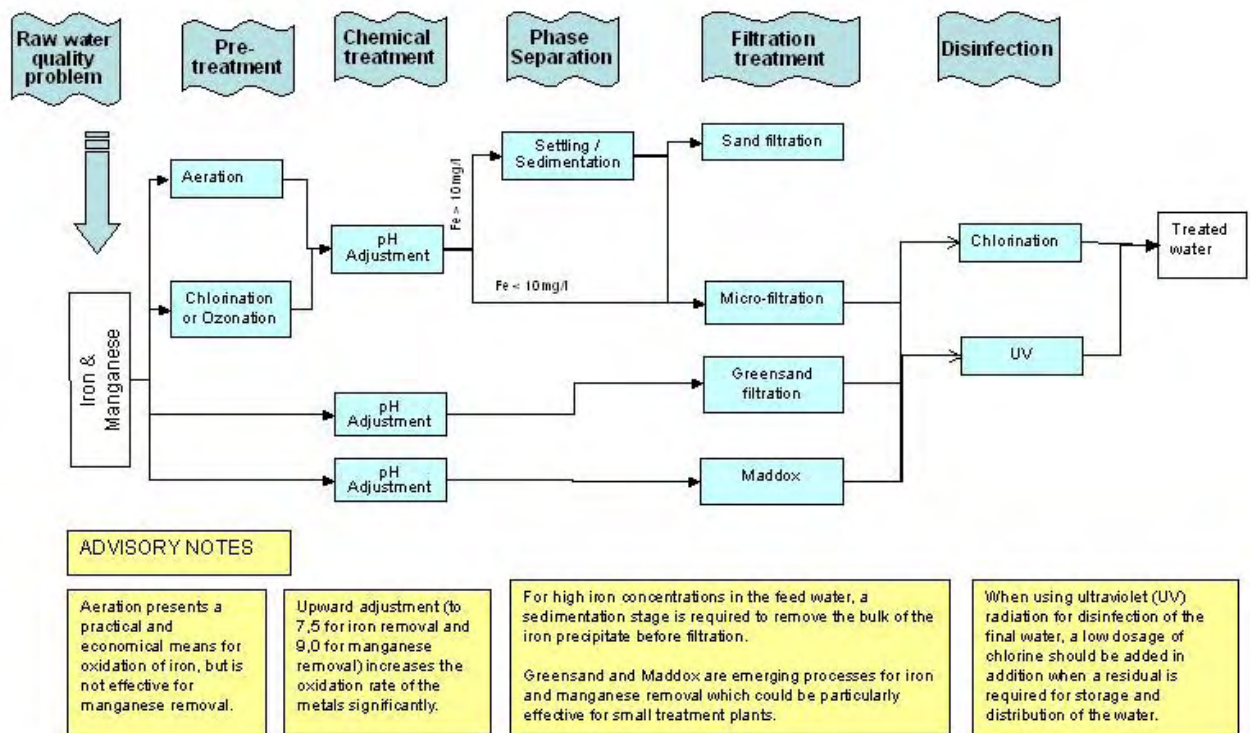 Raw water
quality
problem
Pre-
treatment
Chemical
treatment
Phase
Separation
Filtration
treatment
Disinfection
Aeration
Chlorination
or Ozonation
Iron &
Manganese
pH
Adjustment
pH
Adjustment
pH
Adjustment
Fe > 10mg/l
Fe < 10mg/l
Settling /
Sedimentation
Sand filtration
Micro-filtration
Greensand
filtration
Maddox
Chlorination
UV
Treated
water
ADVISORY NOTES
Aeration presents a
practical and
economical means for
oxidation of iron, but is
not effective for
manganese removal.
Upward adjustment (to
7,5 for iron removal and
9,0 for manganese
removal) increases the
oxidation rate of the
metals significantly.
For high iron concentrations in the feed water, a
sedimentation stage is required to remove the bulk of the
iron precipitate before filtration.
Greensand and Maddox are emerging processes for iron
and manganese removal which could be particularly
effective for small treatment plants.
When using ultraviolet (UV)
radiation for disinfection of the
final water, a low dosage of
chlorine should be added in
addition when a residual is
required for storage and
distribution of the water.